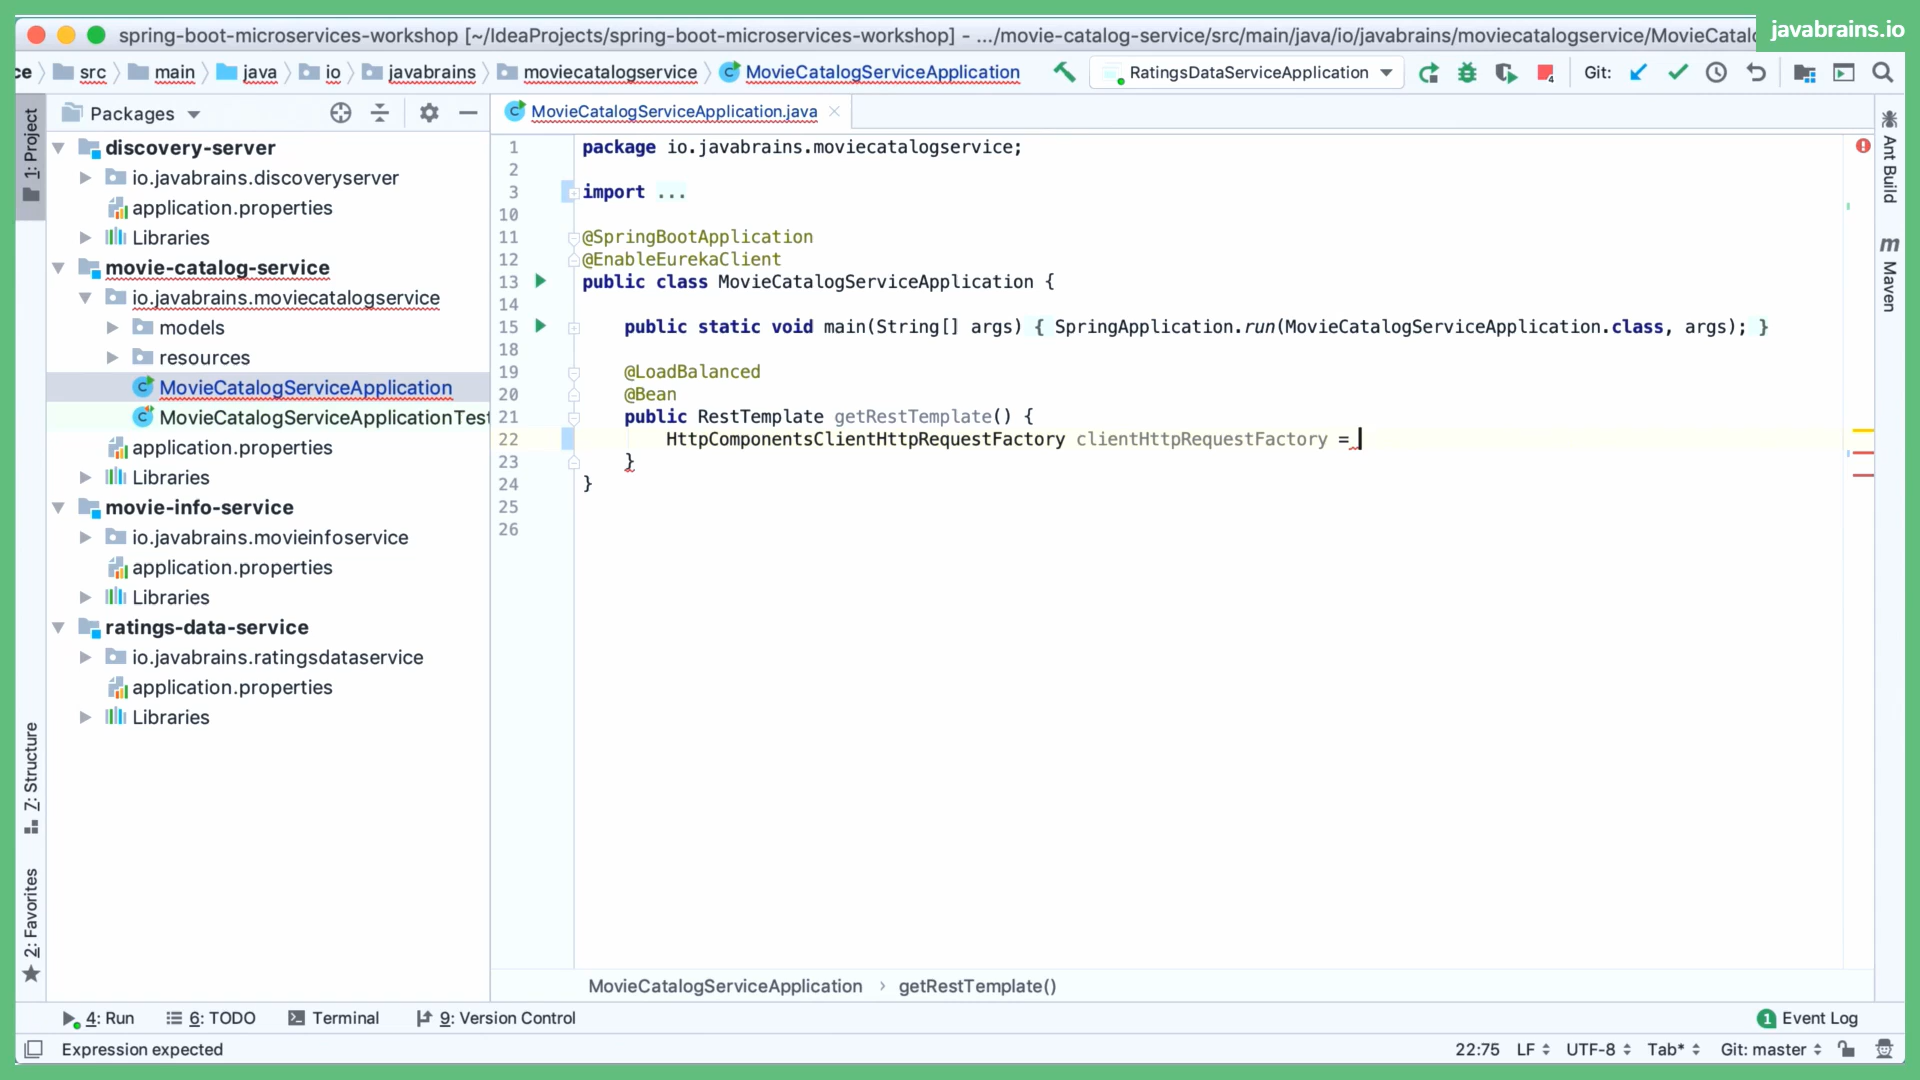 javabrains.io
spring-boot-microservices-workshop [~/IdeaProjects/spring-boot-microservices-workshop] - .../movie-catalog-service/src/main/java/io/javabrains/moviecatalogservice/MovieCatalo
ce src main java io javabrains moviecatalogservice MovieCatalogServiceApplication RatingsDataServiceApplication Git:
1: Project
Packages
MovieCatalogServiceApplication.java
discovery-server
io.javabrains.discoveryserver
application.properties
Libraries
movie-catalog-service
io.javabrains.moviecatalogservice
models
resources
MovieCatalogServiceApplication
MovieCatalogServiceApplicationTest
application.properties
Libraries
movie-info-service
io.javabrains.movieinfoservice
application.properties
Libraries
ratings-data-service
io.javabrains.ratingsdataservice
application.properties
Libraries
Z: Structure
2: Favorites
1 package io.javabrains.moviecatalogservice;
2
3 import ...
10
11 @SpringBootApplication
12 @EnableEurekaClient
13 public class MovieCatalogServiceApplication {
14
15 public static void main(String[] args) { SpringApplication.run(MovieCatalogServiceApplication.class, args); }
18
19 @LoadBalanced
20 @Bean
21 public RestTemplate getRestTemplate() {
22 HttpComponentsClientHttpRequestFactory clientHttpRequestFactory =
23 }
24 }
25
26
Ant Build
m Maven
MovieCatalogServiceApplication › getRestTemplate()
4: Run 6: TODO Terminal 9: Version Control 1 Event Log
Expression expected 22:75 LF UTF-8 Tab* Git: master